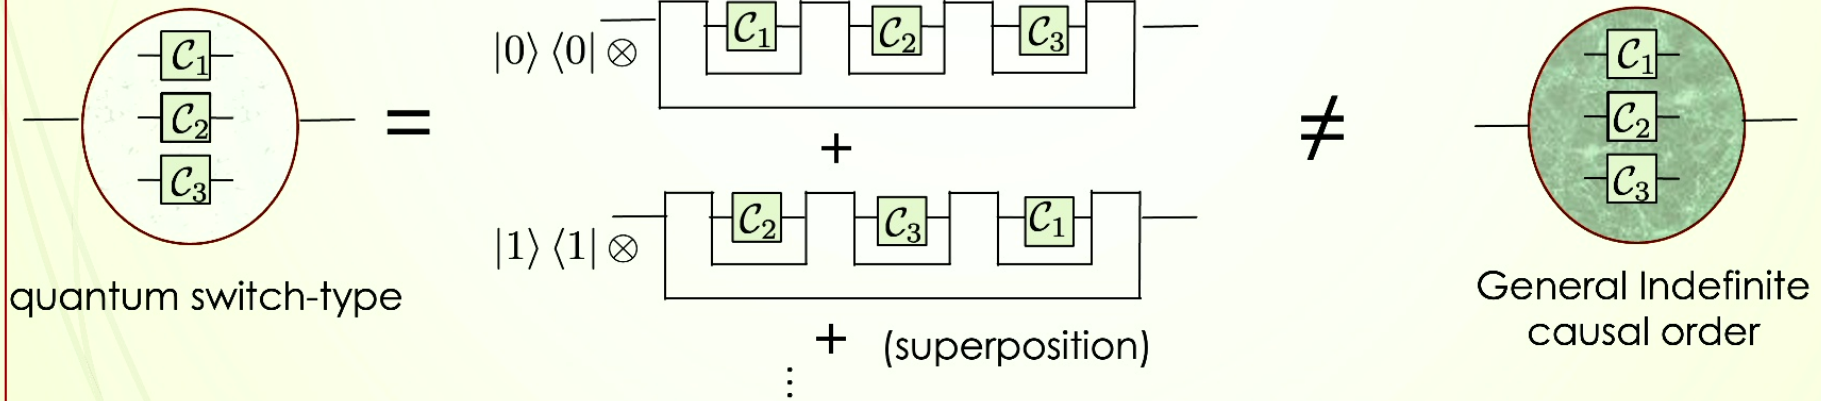 𝒞₁
𝒞₂
𝒞₃
quantum switch-type
=
|0⟩ ⟨0| ⊗
𝒞₁ 𝒞₂ 𝒞₃
+
|1⟩ ⟨1| ⊗
𝒞₂ 𝒞₃ 𝒞₁
+ (superposition)
⋮
≠
𝒞₁
𝒞₂
𝒞₃
General Indefinite
causal order